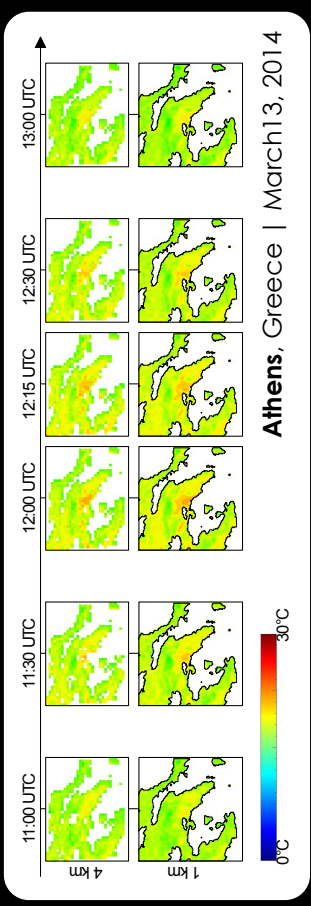 11:00 UTC 11:30 UTC 12:00 UTC 12:15 UTC 12:30 UTC 13:00 UTC
4 km
1 km
0°C 30°C
Athens, Greece | March13, 2014